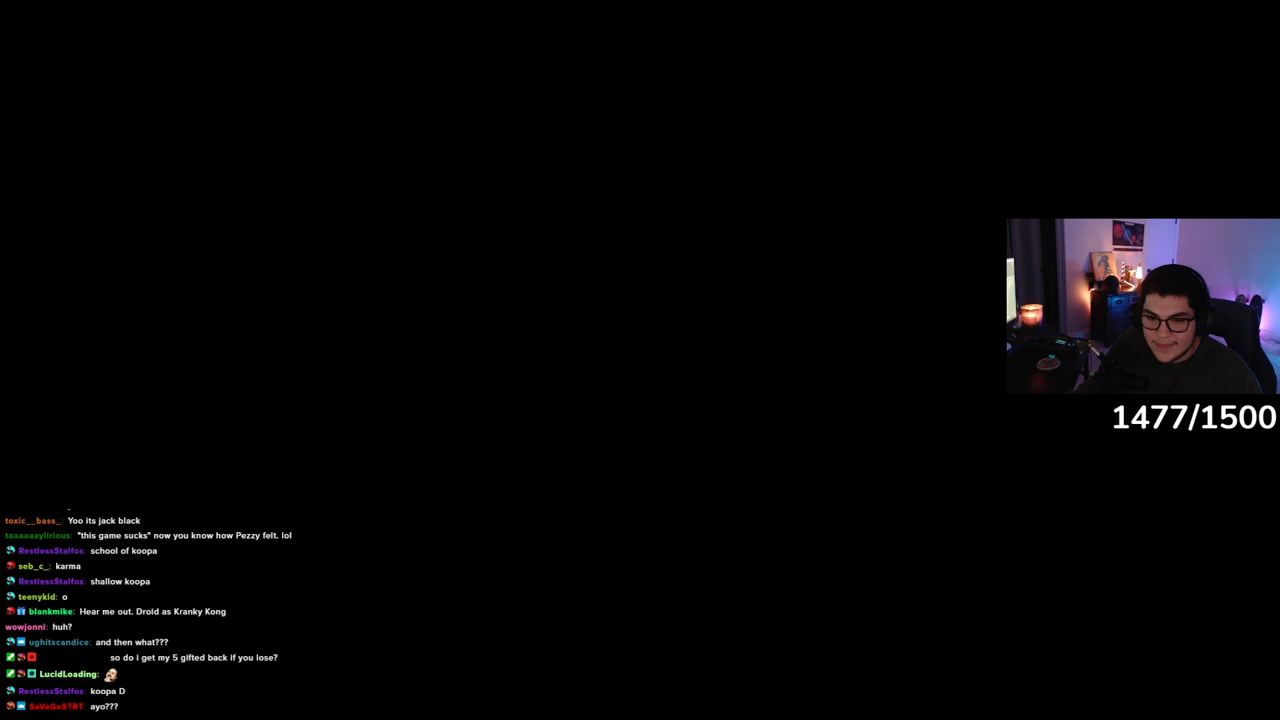 1477/1500
toxic__bass_: Yoo its jack black
taaaaaaylirious: "this game sucks" now you know how Pezzy felt. lol
RestlessStalfos: school of koopa
seb_c_: karma
RestlessStalfos: shallow koopa
teenykid: o
blankmike: Hear me out. Droid as Kranky Kong
wowjonni: huh?
ughitscandice: and then what???
so do i get my 5 gifted back if you lose?
LucidLoading:
RestlessStalfos: koopa D
SaVaGeSTRT: ayo???